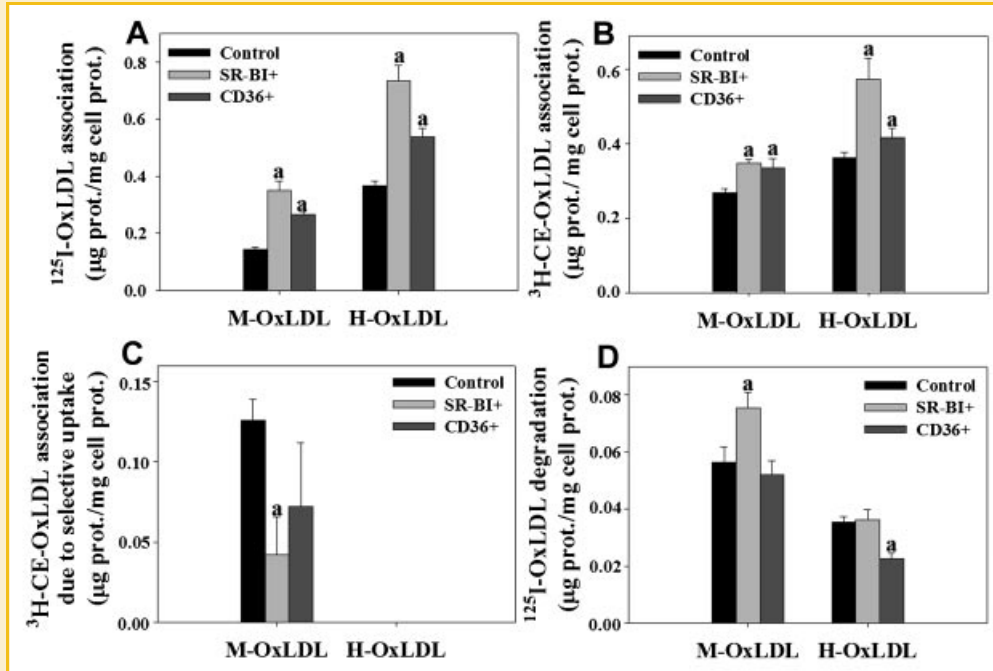 A
Control
SR-BI+
CD36+
¹²⁵I-OxLDL association
(µg prot./mg cell prot.)
0.8
0.6
0.4
0.2
0.0
a
a
a
a
M-OxLDL
H-OxLDL
B
Control
SR-BI+
CD36+
³H-CE-OxLDL association
(µg prot./ mg cell prot.)
0.6
0.4
0.2
0.0
a
a
a
a
M-OxLDL
H-OxLDL
C
Control
SR-BI+
CD36+
³H-CE-OxLDL association
due to selective uptake
(µg prot./mg cell prot.)
0.15
0.10
0.05
0.00
a
M-OxLDL
H-OxLDL
D
Control
SR-BI+
CD36+
¹²⁵I-OxLDL degradation
(µg prot./mg cell prot.)
0.08
0.06
0.04
0.02
0.00
a
a
M-OxLDL
H-OxLDL